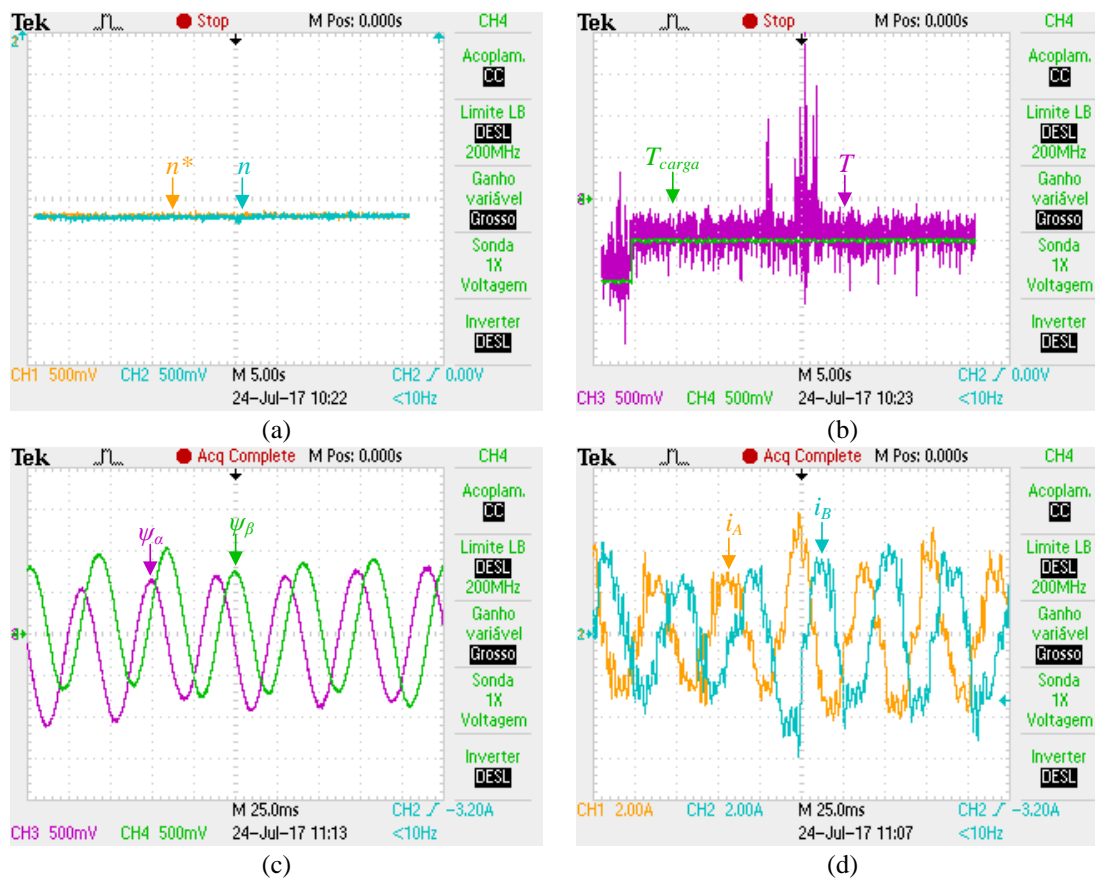 Tek Stop M Pos: 0.000s CH4
2
Acoplam.
CC
Limite LB
DESL
200MHz
Ganho
variável
Grosso
Sonda
1X
Voltagem
Inverter
DESL
n* n
CH1 500mV CH2 500mV M 5.00s CH2 0.00V
24-Jul-17 10:22 <10Hz
(a)
Tek Stop M Pos: 0.000s CH4
Acoplam.
CC
Limite LB
DESL
200MHz
Ganho
variável
Grosso
Sonda
1X
Voltagem
Inverter
DESL
T_carga T
M 5.00s CH2 0.00V
CH3 500mV CH4 500mV 24-Jul-17 10:23 <10Hz
(b)
Tek Acq Complete M Pos: 0.000s CH4
Acoplam.
CC
Limite LB
DESL
200MHz
Ganho
variável
Grosso
Sonda
1X
Voltagem
Inverter
DESL
ψα ψβ
M 25.0ms CH2 -3.20A
CH3 500mV CH4 500mV 24-Jul-17 11:13 <10Hz
(c)
Tek Acq Complete M Pos: 0.000s CH4
2
Acoplam.
CC
Limite LB
DESL
200MHz
Ganho
variável
Grosso
Sonda
1X
Voltagem
Inverter
DESL
iA iB
CH1 2.00A CH2 2.00A M 25.0ms CH2 -3.20A
24-Jul-17 11:07 <10Hz
(d)